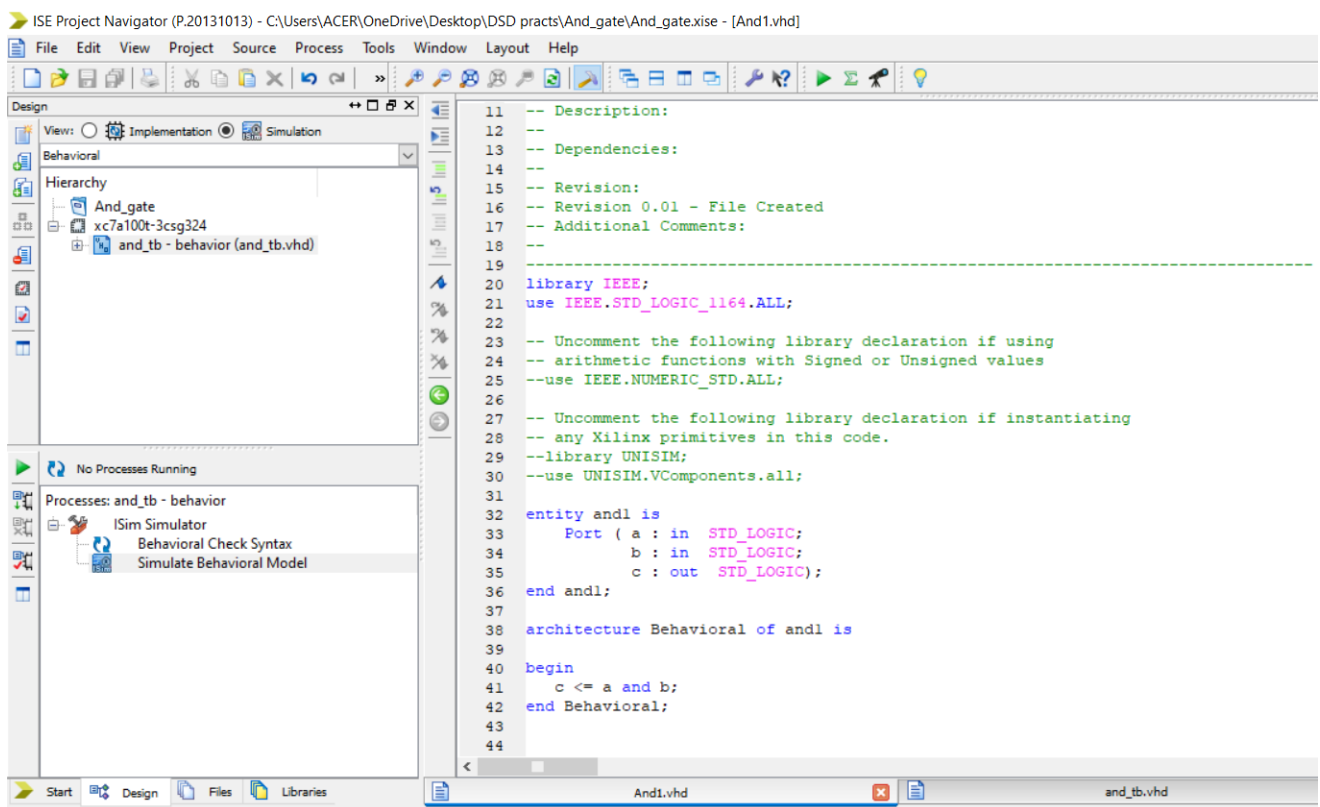 ISE Project Navigator (P.20131013) - C:\Users\ACER\OneDrive\Desktop\DSD practs\And_gate\And_gate.xise - [And1.vhd]
File Edit View Project Source Process Tools Window Layout Help
Design
View: Implementation Simulation
Behavioral
Hierarchy
And_gate
xc7a100t-3csg324
and_tb - behavior (and_tb.vhd)
No Processes Running
Processes: and_tb - behavior
ISim Simulator
Behavioral Check Syntax
Simulate Behavioral Model
Start Design Files Libraries
11 -- Description:
12 --
13 -- Dependencies:
14 --
15 -- Revision:
16 -- Revision 0.01 - File Created
17 -- Additional Comments:
18 --
19 ----------------------------------------------------------------------------------
20 library IEEE;
21 use IEEE.STD_LOGIC_1164.ALL;
22
23 -- Uncomment the following library declaration if using
24 -- arithmetic functions with Signed or Unsigned values
25 --use IEEE.NUMERIC_STD.ALL;
26
27 -- Uncomment the following library declaration if instantiating
28 -- any Xilinx primitives in this code.
29 --library UNISIM;
30 --use UNISIM.VComponents.all;
31
32 entity and1 is
33 Port ( a : in STD_LOGIC;
34 b : in STD_LOGIC;
35 c : out STD_LOGIC);
36 end and1;
37
38 architecture Behavioral of and1 is
39
40 begin
41 c <= a and b;
42 end Behavioral;
43
44
And1.vhd and_tb.vhd